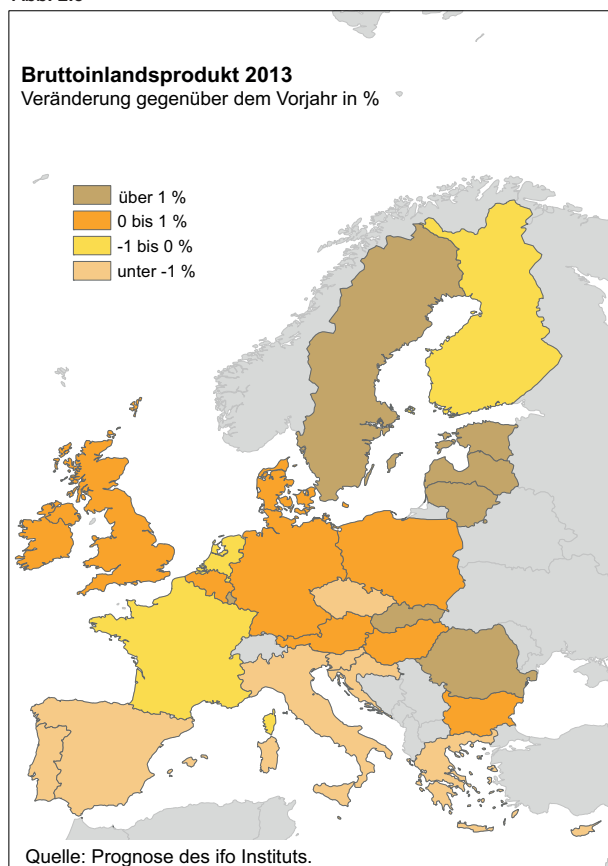 Bruttoinlandsprodukt 2013
Veränderung gegenüber dem Vorjahr in %
über 1 %
0 bis 1 %
-1 bis 0 %
unter -1 %
Quelle: Prognose des ifo Instituts.